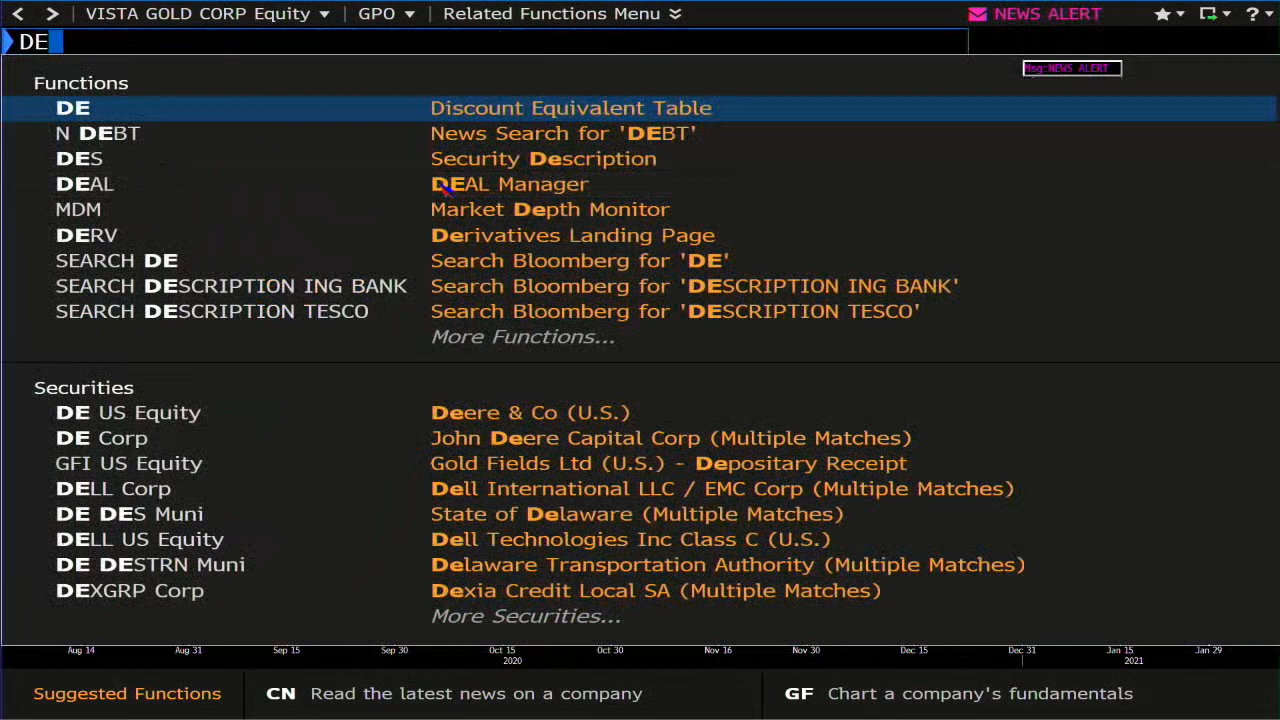 < > VISTA GOLD CORP Equity GPO Related Functions Menu NEWS ALERT ?
DE
Msg:NEWS ALERT
Functions
DE Discount Equivalent Table
N DEBT News Search for 'DEBT'
DES Security Description
DEAL DEAL Manager
MDM Market Depth Monitor
DERV Derivatives Landing Page
SEARCH DE Search Bloomberg for 'DE'
SEARCH DESCRIPTION ING BANK Search Bloomberg for 'DESCRIPTION ING BANK'
SEARCH DESCRIPTION TESCO Search Bloomberg for 'DESCRIPTION TESCO'
More Functions...
Securities
DE US Equity Deere & Co (U.S.)
DE Corp John Deere Capital Corp (Multiple Matches)
GFI US Equity Gold Fields Ltd (U.S.) - Depositary Receipt
DELL Corp Dell International LLC / EMC Corp (Multiple Matches)
DE DES Muni State of Delaware (Multiple Matches)
DELL US Equity Dell Technologies Inc Class C (U.S.)
DE DESTRN Muni Delaware Transportation Authority (Multiple Matches)
DEXGRP Corp Dexia Credit Local SA (Multiple Matches)
More Securities...
Aug 14 Aug 31 Sep 15 Sep 30 Oct 15 Oct 30 Nov 16 Nov 30 Dec 15 Dec 31 Jan 15 Jan 29
2020 2021
Suggested Functions CN Read the latest news on a company GF Chart a company's fundamentals